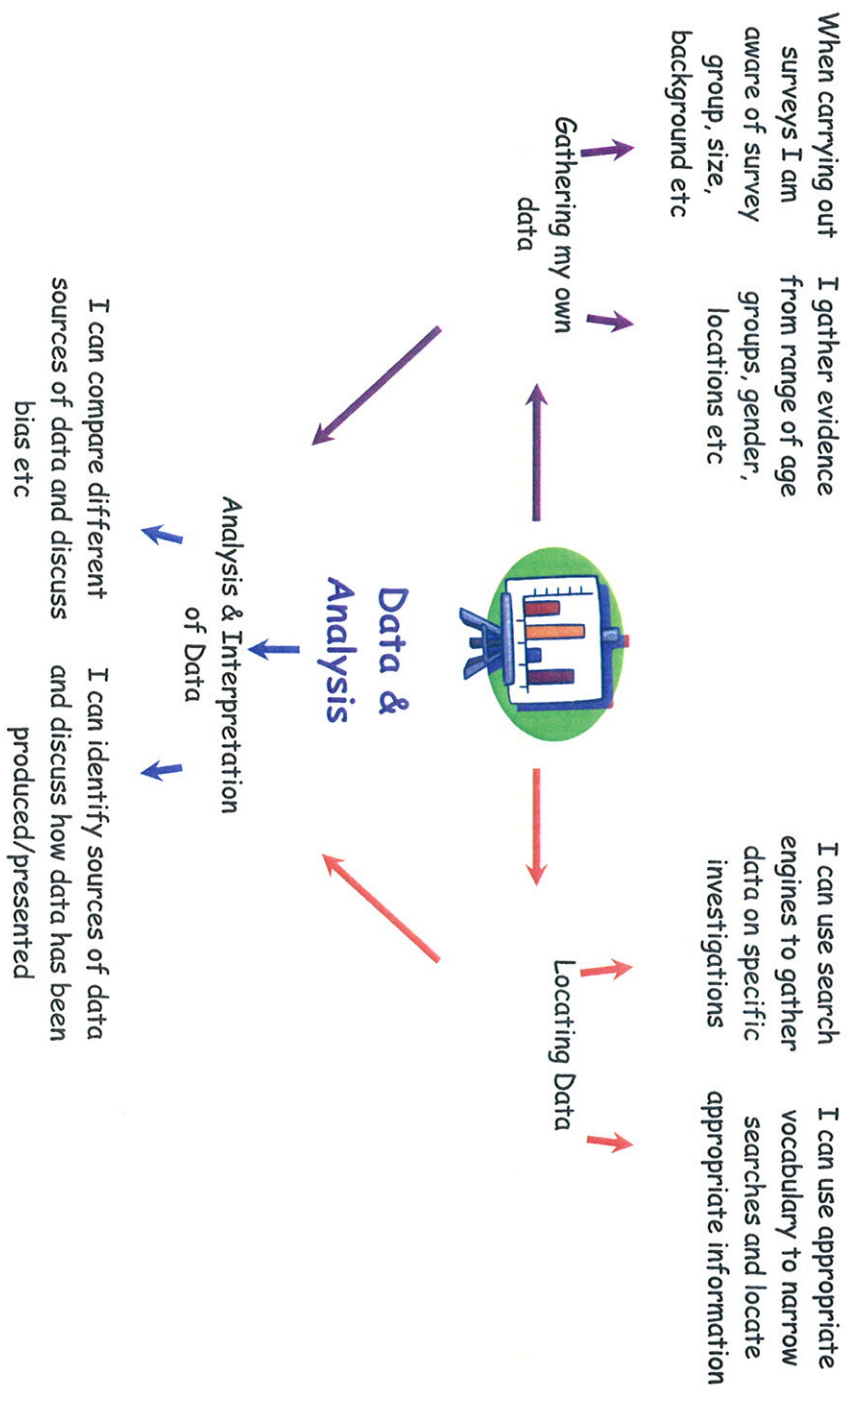 When carrying out
surveys I am
aware of survey
group, size,
background etc
I gather evidence
from range of age
groups, gender,
locations etc
I can use search
engines to gather
data on specific
investigations
I can use appropriate
vocabulary to narrow
searches and locate
appropriate information
Gathering my own
data
Locating Data
Data &
Analysis
Analysis & Interpretation
of Data
I can compare different
sources of data and discuss
bias etc
I can identify sources of data
and discuss how data has been
produced/presented